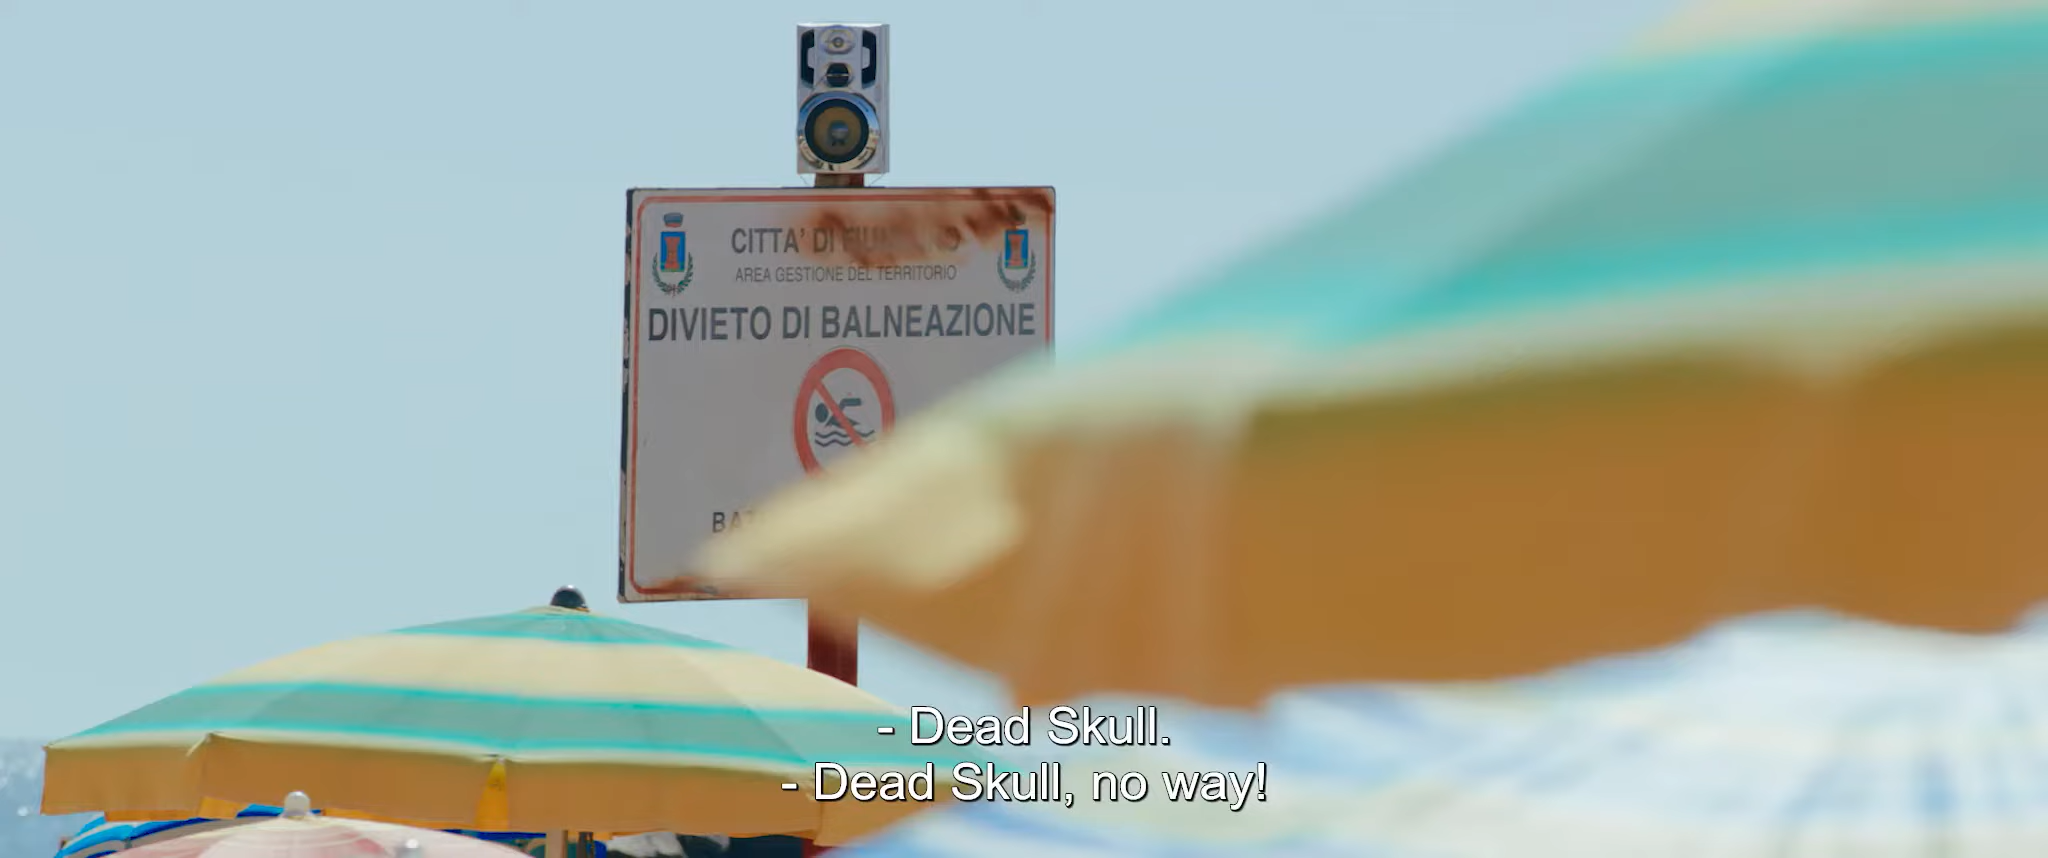 CITTA' DI
AREA GESTIONE DEL TERRITORIO
DIVIETO DI BALNEAZIONE
- Dead Skull.
- Dead Skull, no way!